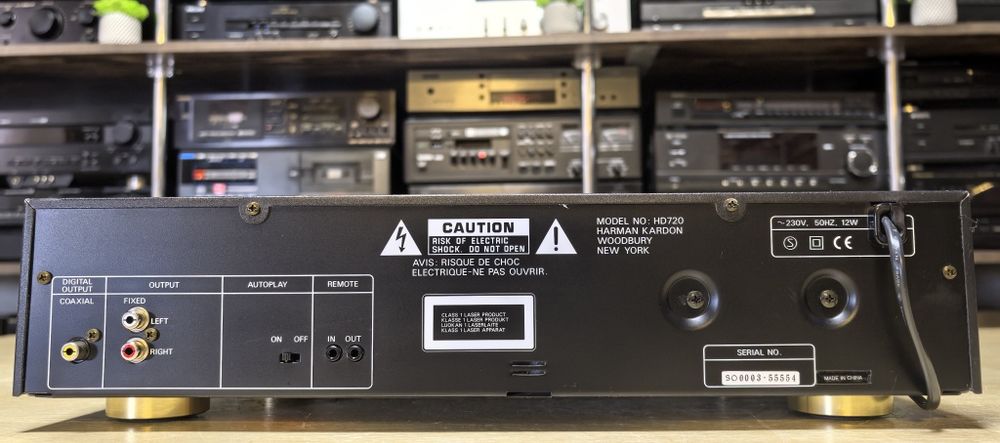 CAUTION
RISK OF ELECTRIC
SHOCK. DO NOT OPEN
AVIS: RISQUE DE CHOC
ELECTRIQUE-NE PAS OUVRIR.
MODEL NO: HD720
HARMAN KARDON
WOODBURY
NEW YORK
~230V, 50HZ, 12W
S CE
DIGITAL
OUTPUT
COAXIAL
OUTPUT
FIXED
LEFT
RIGHT
AUTOPLAY
ON OFF
REMOTE
IN OUT
CLASS 1 LASER PRODUCT
KLASSE 1 LASER PRODUKT
LUOKAN 1 LASERLAITE
KLASS 1 LASER APPARAT
SERIAL NO.
SO0003-55554
MADE IN CHINA